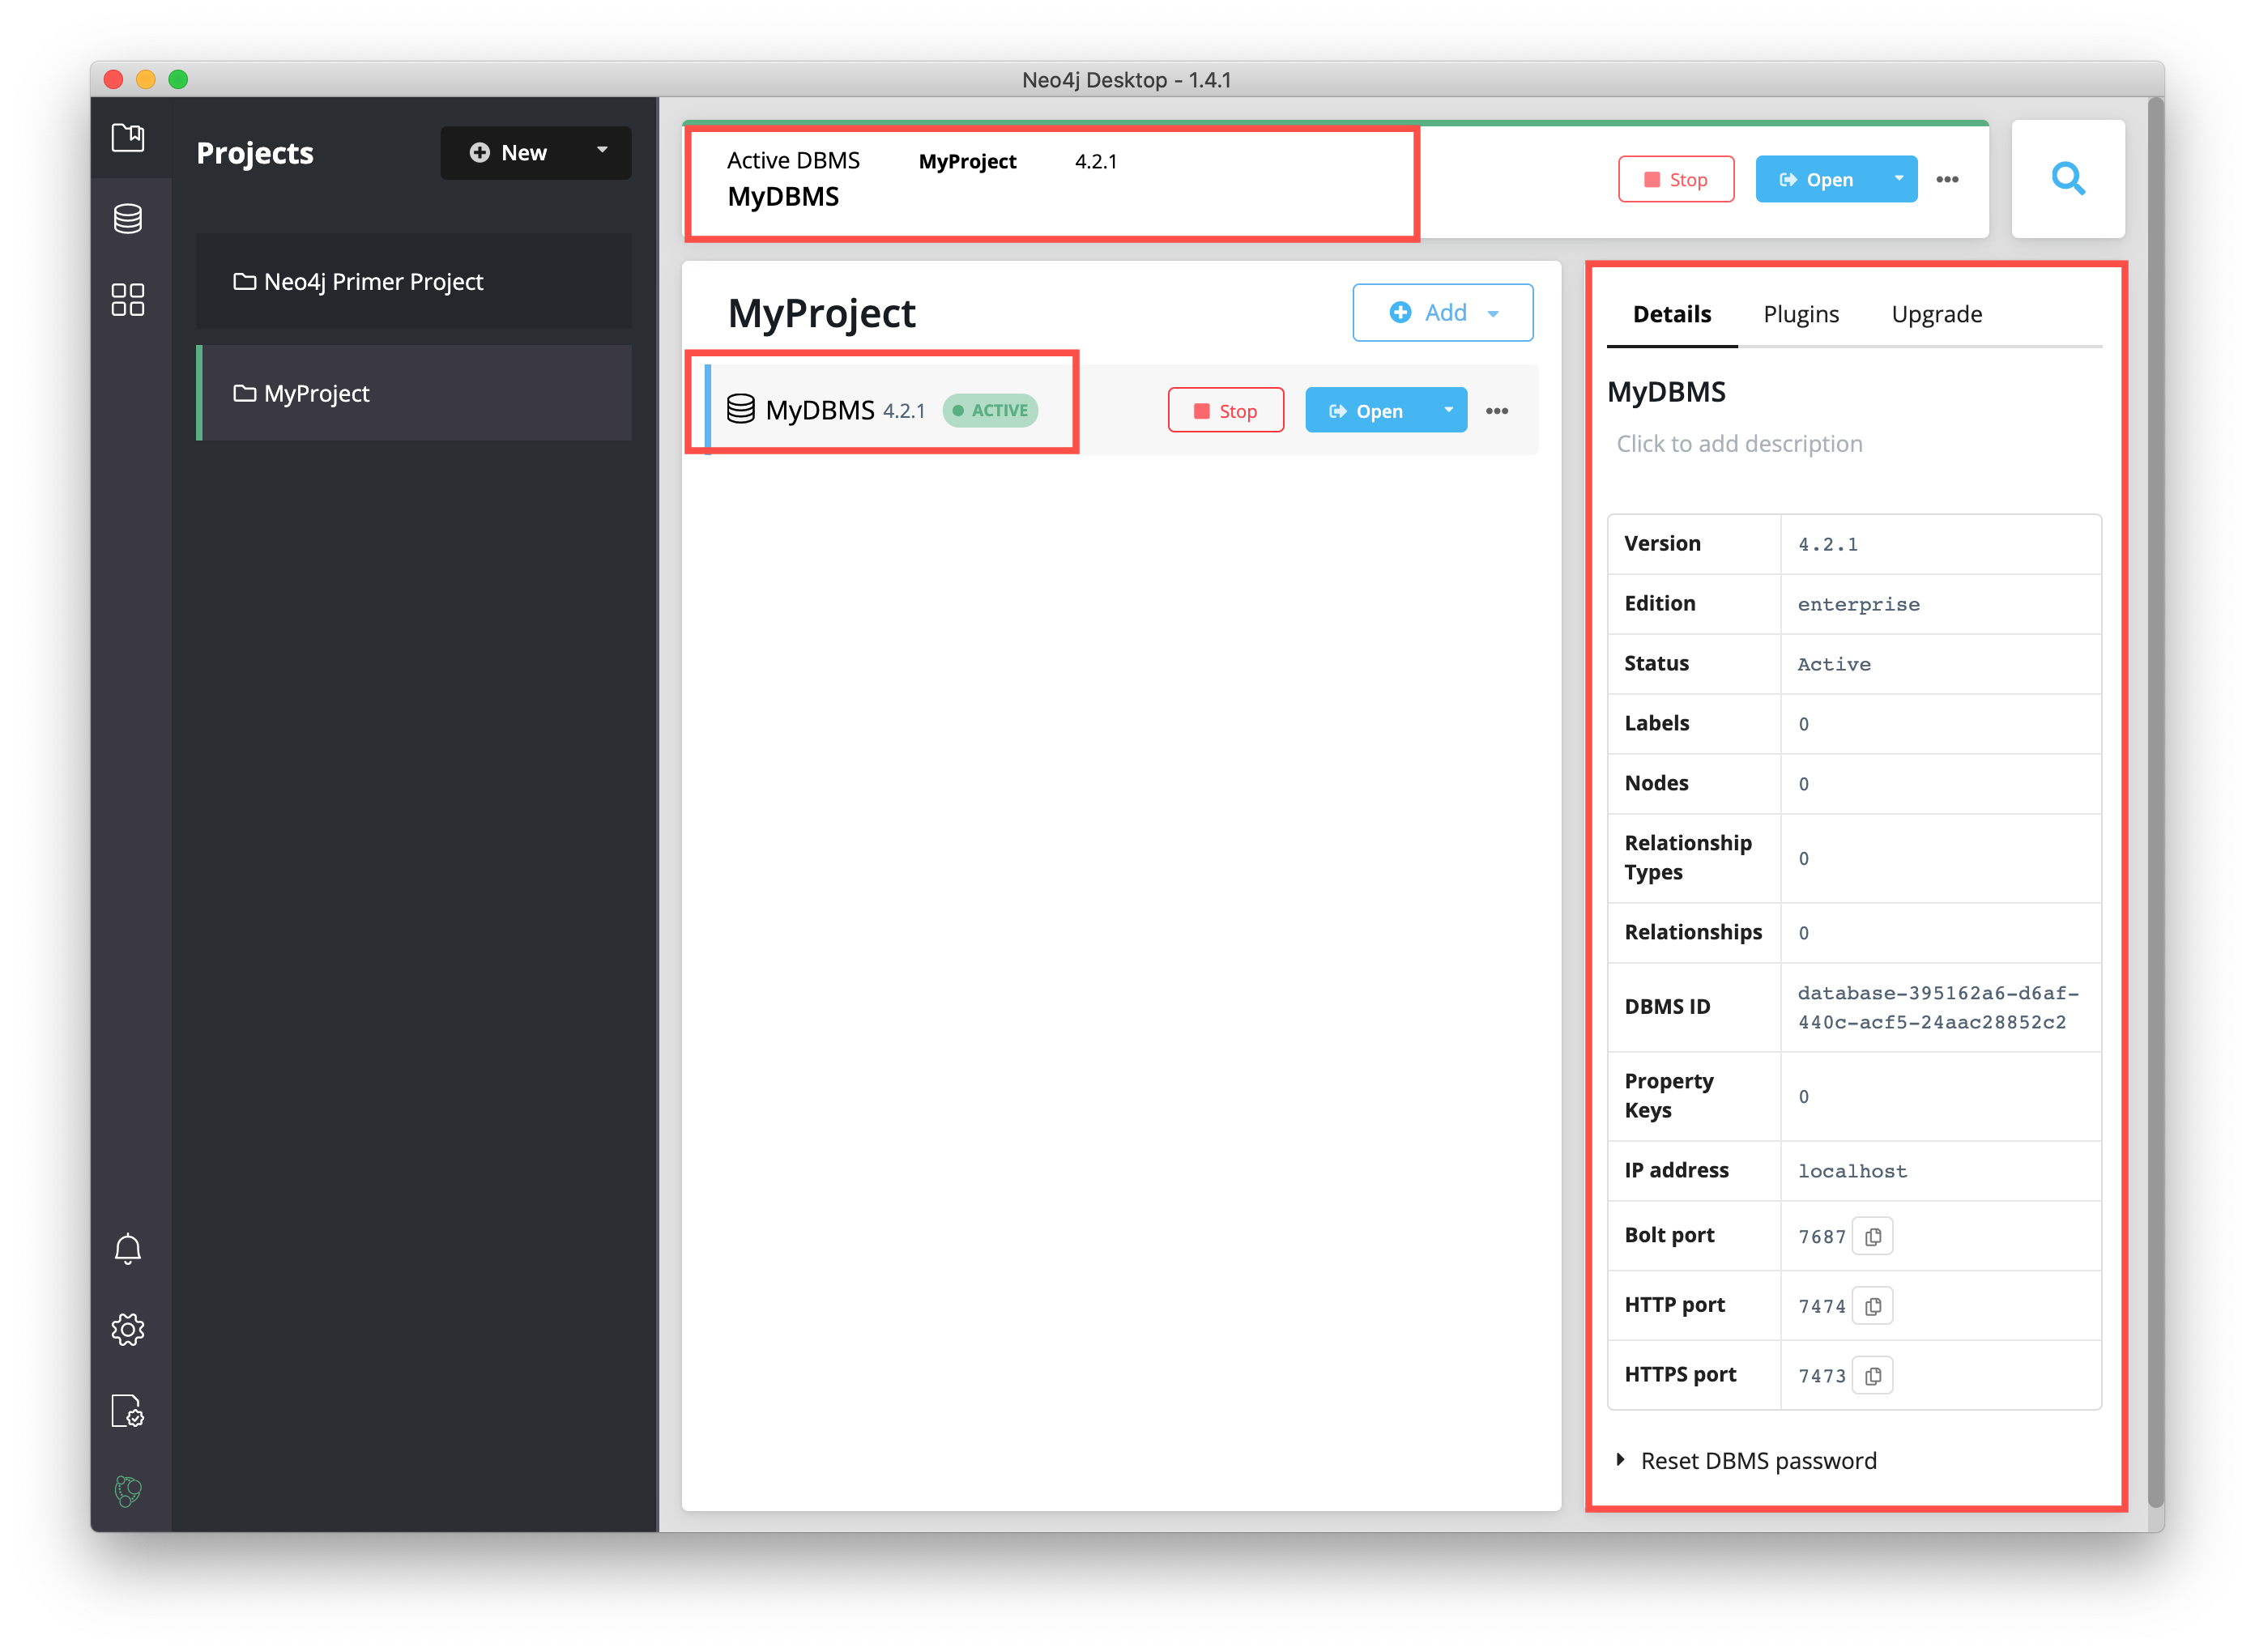 Neo4j Desktop - 1.4.1
Projects
New
Neo4j Primer Project
MyProject
Active DBMS MyProject 4.2.1
MyDBMS
Stop
Open
MyProject
Add
MyDBMS 4.2.1 ACTIVE
Stop
Open
Details Plugins Upgrade
MyDBMS
Click to add description
Version 4.2.1
Edition enterprise
Status Active
Labels 0
Nodes 0
Relationship
Types 0
Relationships 0
DBMS ID database-395162a6-d6af-
440c-acf5-24aac28852c2
Property
Keys 0
IP address localhost
Bolt port 7687
HTTP port 7474
HTTPS port 7473
Reset DBMS password